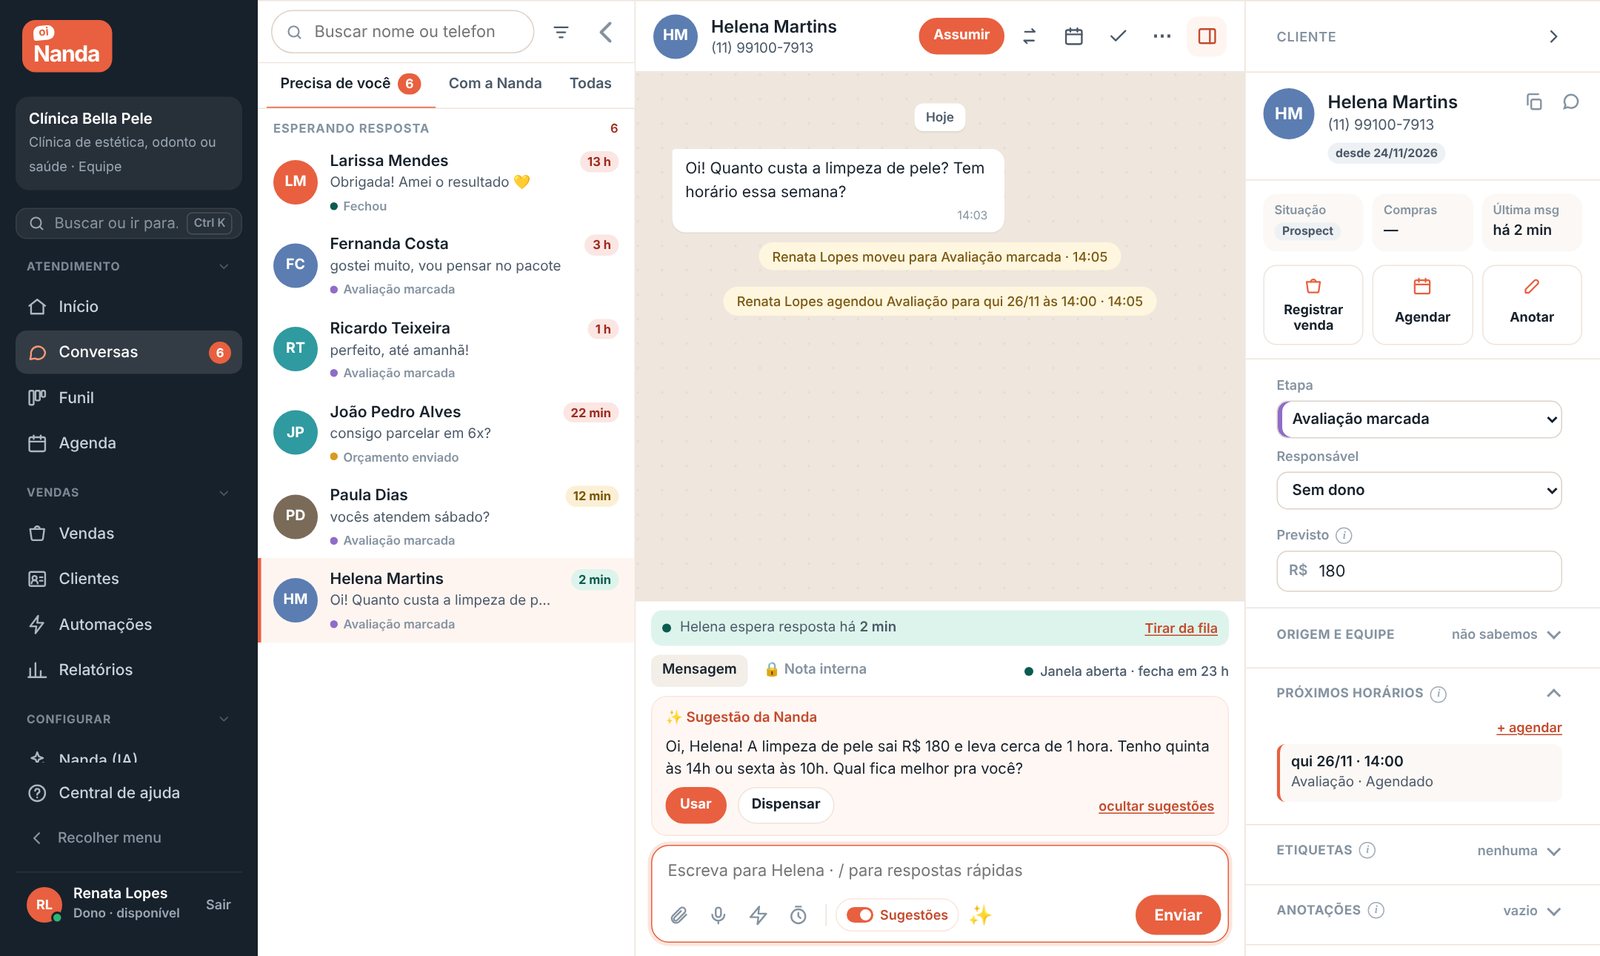 oi
Nanda
Clínica Bella Pele
Clínica de estética, odonto ou
saúde · Equipe
Buscar ou ir para.
Ctrl K
ATENDIMENTO
Início
Conversas
6
Funil
Agenda
VENDAS
Vendas
Clientes
Automações
Relatórios
CONFIGURAR
Nanda (IA)
Central de ajuda
Recolher menu
RL
Renata Lopes
Dono · disponível
Sair
Buscar nome ou telefon
Precisa de você 6
Com a Nanda
Todas
ESPERANDO RESPOSTA
6
LM
Larissa Mendes
13 h
Obrigada! Amei o resultado 💛
Fechou
FC
Fernanda Costa
3 h
gostei muito, vou pensar no pacote
Avaliação marcada
RT
Ricardo Teixeira
1 h
perfeito, até amanhã!
Avaliação marcada
JP
João Pedro Alves
22 min
consigo parcelar em 6x?
Orçamento enviado
PD
Paula Dias
12 min
vocês atendem sábado?
Avaliação marcada
HM
Helena Martins
2 min
Oi! Quanto custa a limpeza de p...
Avaliação marcada
HM
Helena Martins
(11) 99100-7913
Assumir
Hoje
Oi! Quanto custa a limpeza de pele? Tem
horário essa semana?
14:03
Renata Lopes moveu para Avaliação marcada · 14:05
Renata Lopes agendou Avaliação para qui 26/11 às 14:00 · 14:05
Helena espera resposta há 2 min
Tirar da fila
Mensagem
🔒 Nota interna
Janela aberta · fecha em 23 h
✨ Sugestão da Nanda
Oi, Helena! A limpeza de pele sai R$ 180 e leva cerca de 1 hora. Tenho quinta
às 14h ou sexta às 10h. Qual fica melhor pra você?
Usar
Dispensar
ocultar sugestões
Escreva para Helena · / para respostas rápidas
Sugestões
Enviar
CLIENTE
HM
Helena Martins
(11) 99100-7913
desde 24/11/2026
Situação
Prospect
Compras
—
Última msg
há 2 min
Registrar
venda
Agendar
Anotar
Etapa
Avaliação marcada
Responsável
Sem dono
Previsto
R$ 180
ORIGEM E EQUIPE
não sabemos
PRÓXIMOS HORÁRIOS
+ agendar
qui 26/11 · 14:00
Avaliação · Agendado
ETIQUETAS
nenhuma
ANOTAÇÕES
vazio